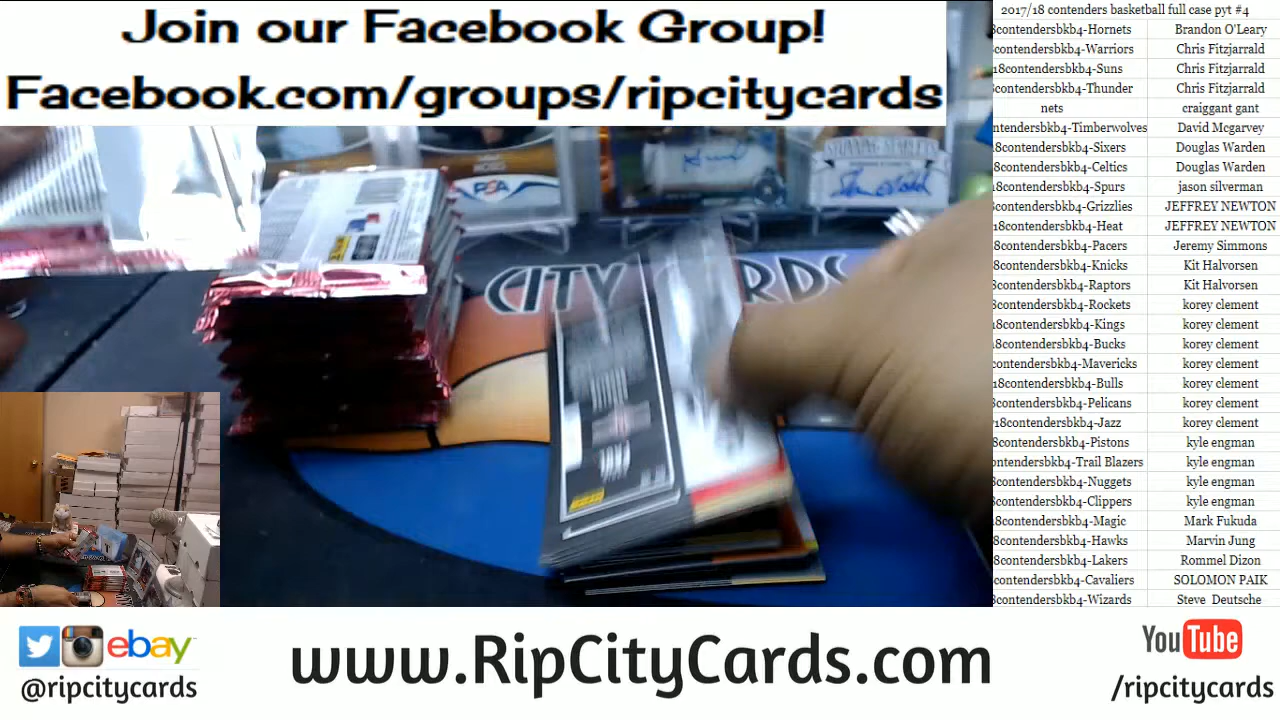 Join our Facebook Group!
Facebook.com/groups/ripcitycards
2017/18 contenders basketball full case pyt #4
8contendersbkb4-Hornets Brandon O'Leary
contendersbkb4-Warriors Chris Fitzjarrald
18contendersbkb4-Suns Chris Fitzjarrald
contendersbkb4-Thunder Chris Fitzjarrald
nets craiggant gant
ntendersbkb4-Timberwolves David Mcgarvey
8contendersbkb4-Sixers Douglas Warden
8contendersbkb4-Celtics Douglas Warden
8contendersbkb4-Spurs jason silverman
contendersbkb4-Grizzlies JEFFREY NEWTON
18contendersbkb4-Heat JEFFREY NEWTON
8contendersbkb4-Pacers Jeremy Simmons
8contendersbkb4-Knicks Kit Halvorsen
8contendersbkb4-Raptors Kit Halvorsen
contendersbkb4-Rockets korey clement
18contendersbkb4-Kings korey clement
8contendersbkb4-Bucks korey clement
contendersbkb4-Mavericks korey clement
18contendersbkb4-Bulls korey clement
8contendersbkb4-Pelicans korey clement
/18contendersbkb4-Jazz korey clement
8contendersbkb4-Pistons kyle engman
ontendersbkb4-Trail Blazers kyle engman
8contendersbkb4-Nuggets kyle engman
8contendersbkb4-Clippers kyle engman
8contendersbkb4-Magic Mark Fukuda
8contendersbkb4-Hawks Marvin Jung
8contendersbkb4-Lakers Rommel Dizon
contendersbkb4-Cavaliers SOLOMON PAIK
8contendersbkb4-Wizards Steve Deutsche
PSA
CITY CARDS
ebay
@ripcitycards
www.RipCityCards.com
YouTube
/ripcitycards